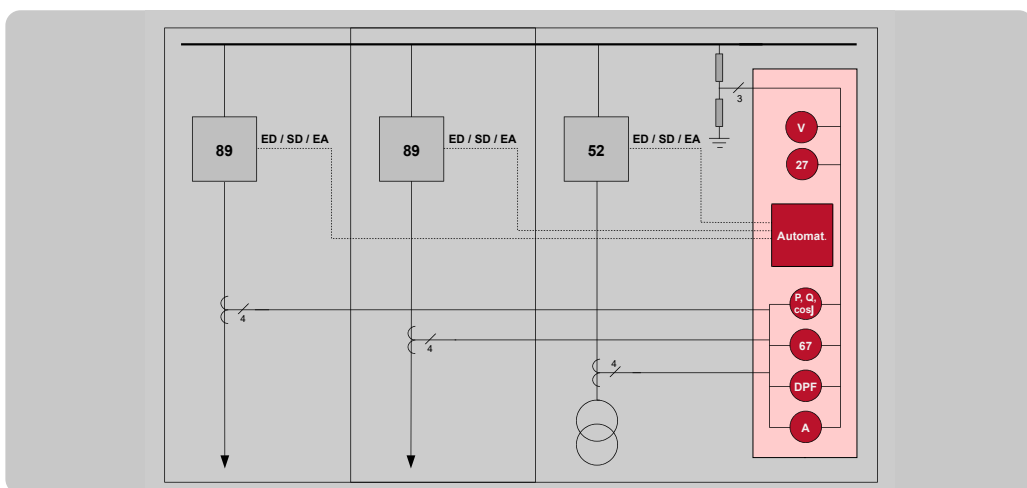 3
V
89
ED / SD / EA
89
ED / SD / EA
52
ED / SD / EA
27
Automat.
P, Q,
cosj
4
4
67
4
DPF
A